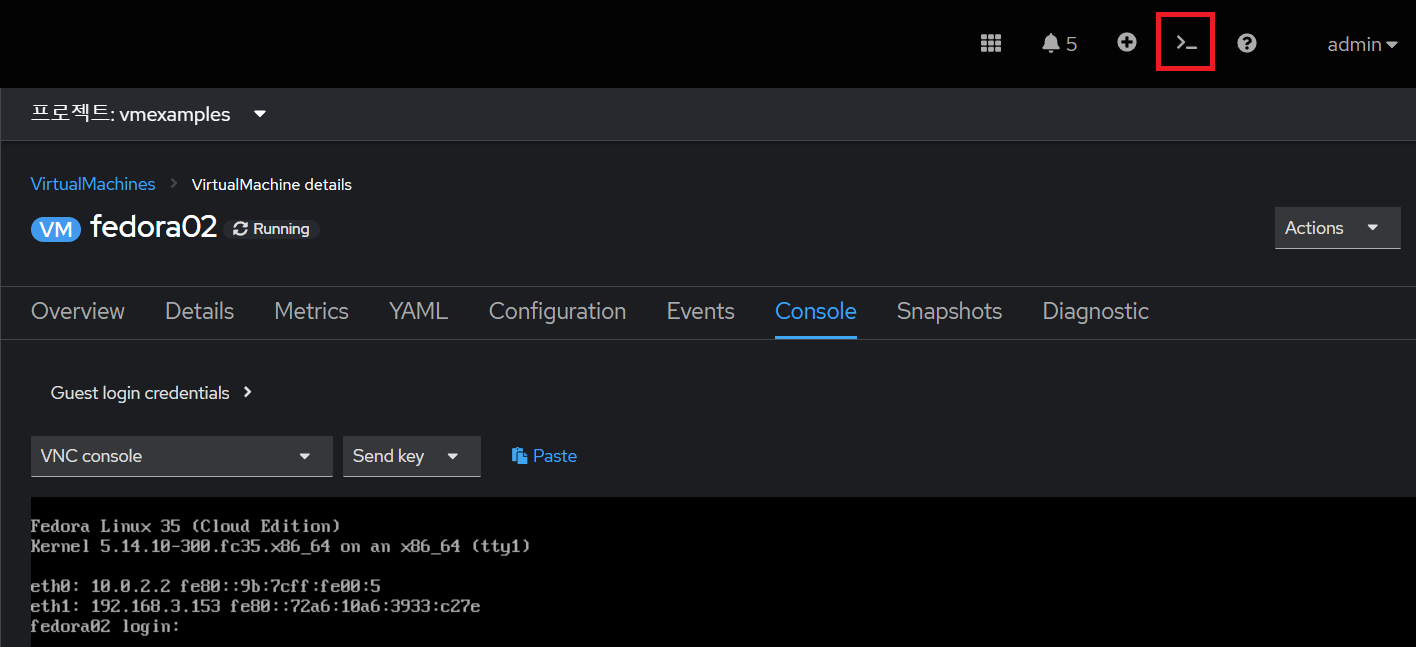 5
admin
프로젝트: vmexamples
VirtualMachines VirtualMachine details
VM fedora02 Running
Actions
Overview Details Metrics YAML Configuration Events Console Snapshots Diagnostic
Guest login credentials
VNC console Send key Paste
Fedora Linux 35 (Cloud Edition)
Kernel 5.14.10-300.fc35.x86_64 on an x86_64 (tty1)
eth0: 10.0.2.2 fe80::9b:7cff:fe00:5
eth1: 192.168.3.153 fe80::72a6:10a6:3933:c27e
fedora02 login: